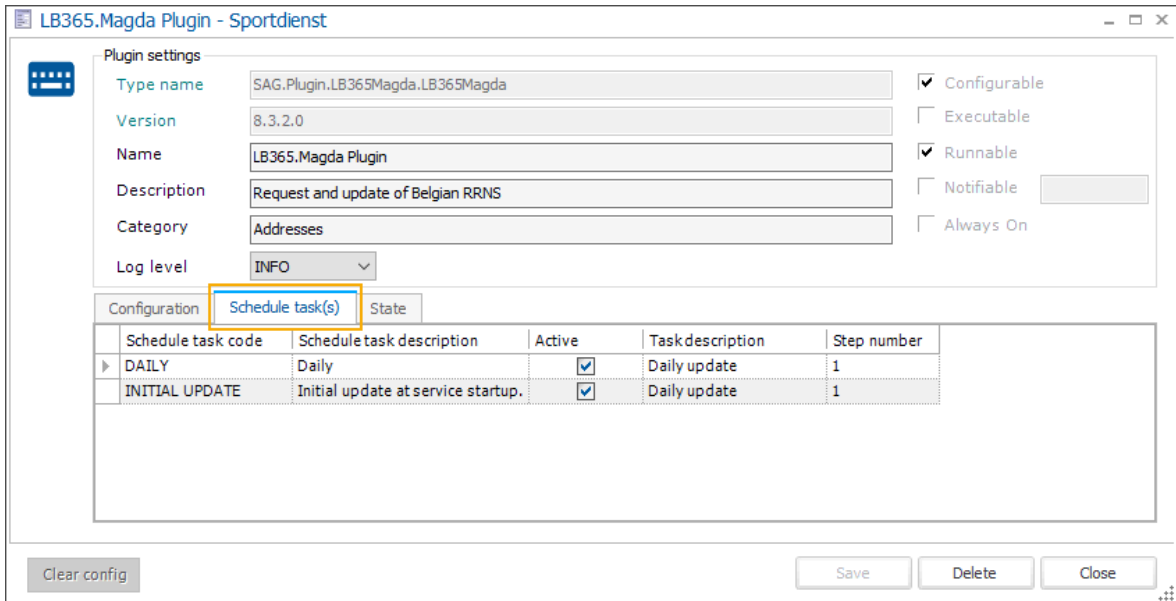 LB365.Magda Plugin - Sportdienst
Plugin settings
Type name SAG.Plugin.LB365Magda.LB365Magda Configurable
Version 8.3.2.0 Executable
Name LB365.Magda Plugin Runnable
Description Request and update of Belgian RRNS Notifiable
Category Addresses Always On
Log level INFO
Configuration Schedule task(s) State
Schedule task code Schedule task description Active Task description Step number
DAILY Daily Daily update 1
INITIAL UPDATE Initial update at service startup. Daily update 1
Clear config Save Delete Close